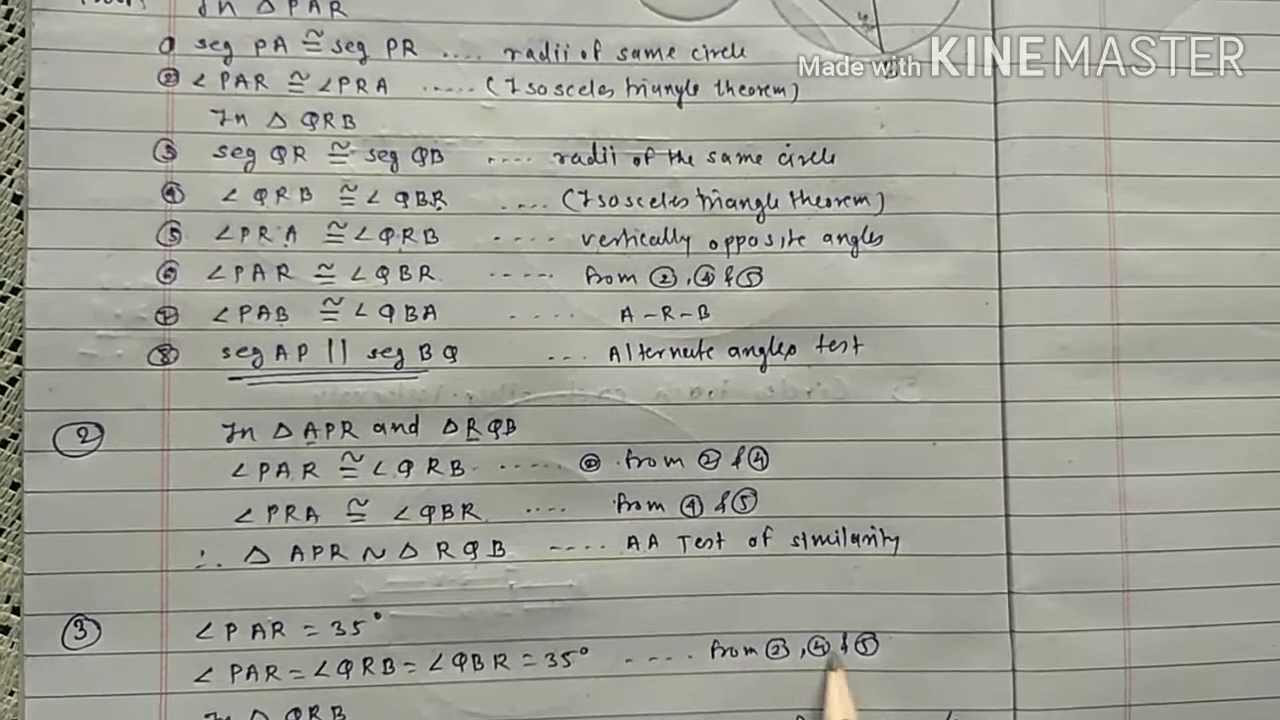 In △PAR
① seg PA ≅ seg PR .... radii of same circle
② ∠PAR ≅ ∠PRA ..... (Isosceles triangle theorem)
In △ QRB
③ seg QR ≅ seg QB .... radii of the same circle
④ ∠QRB ≅ ∠QBR .... (Isosceles triangle theorem)
⑤ ∠PRA ≅ ∠QRB .... vertically opposite angles
⑥ ∠PAR ≅ ∠QBR ..... from ②, ④ & ⑤
⑦ ∠PAB ≅ ∠QBA .... A-R-B
⑧ seg AP || seg BQ ... Alternate angles test
② In △ APR and △RQB
∠PAR ≅ ∠QRB ..... from ② & ④
∠PRA ≅ ∠QBR .... from ④ & ⑤
∴ △ APR ~ △ RQB .... AA Test of similarity
③ ∠PAR = 35°
∠PAR = ∠QRB = ∠QBR = 35° .... from ②, ④ & ⑤
In △ QRB
Made with KINEMASTER